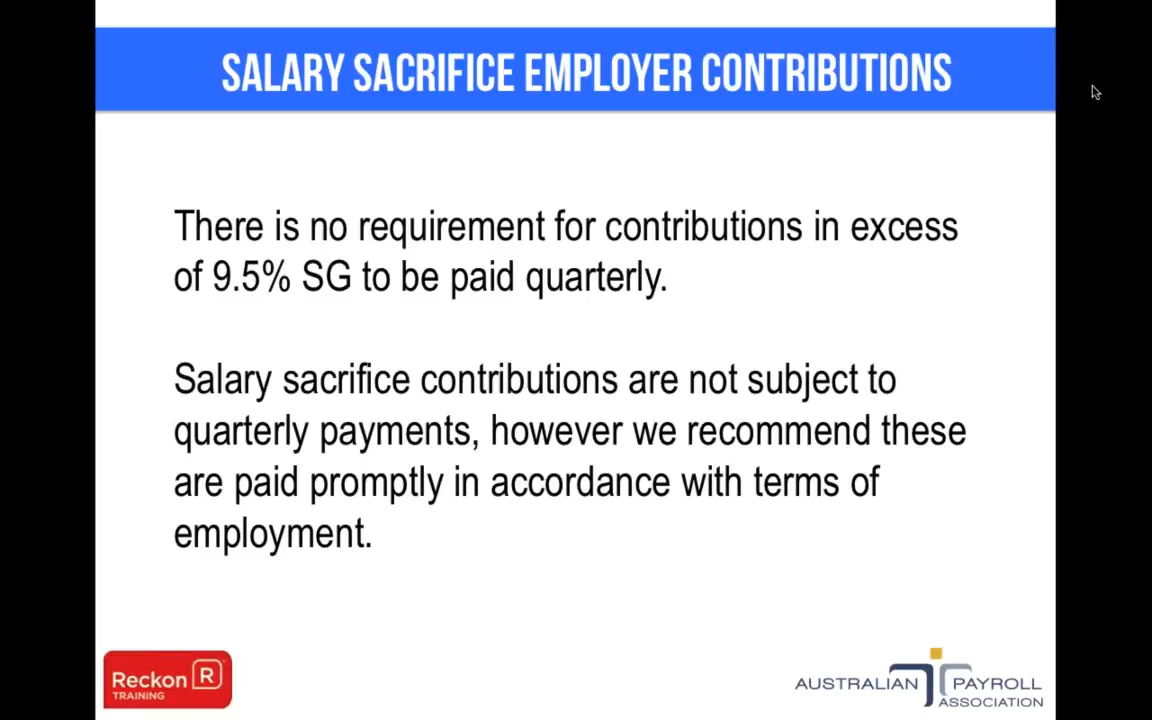 SALARY SACRIFICE EMPLOYER CONTRIBUTIONS
There is no requirement for contributions in excess
of 9.5% SG to be paid quarterly.
Salary sacrifice contributions are not subject to
quarterly payments, however we recommend these
are paid promptly in accordance with terms of
employment.
Reckon R
TRAINING
AUSTRALIAN PAYROLL
ASSOCIATION